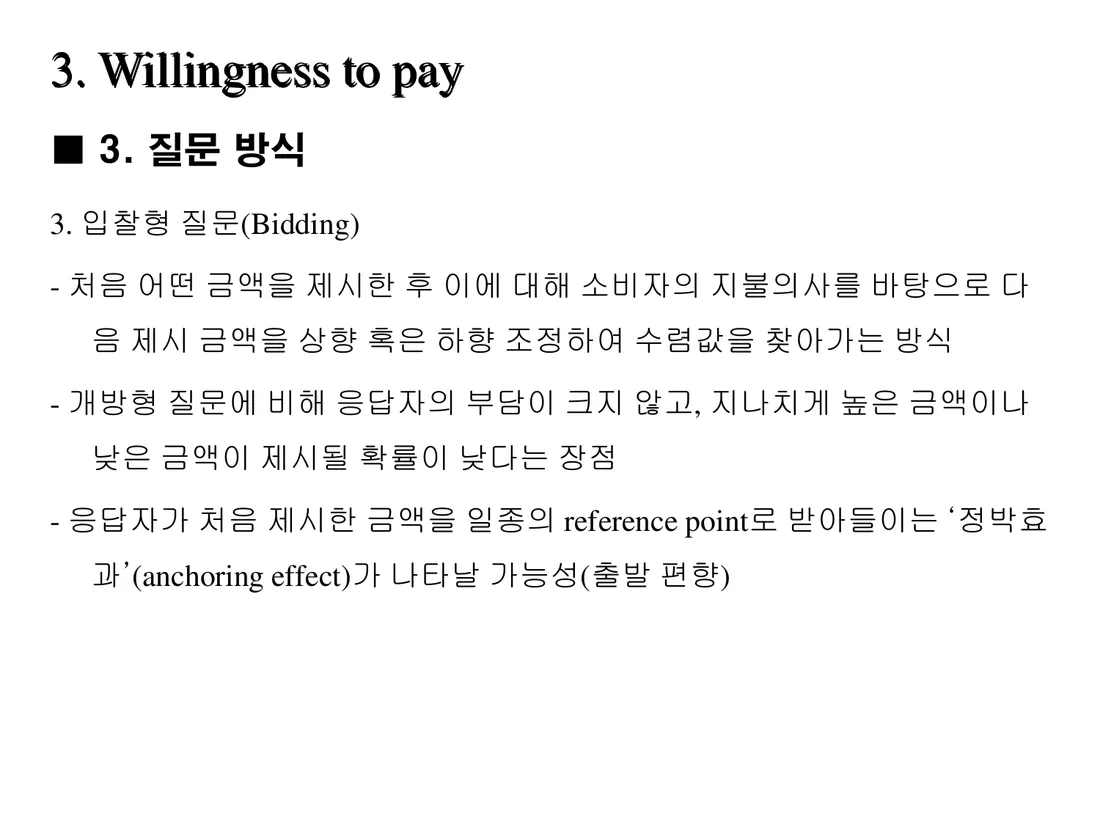 3. Willingness to pay
■ 3. 질문 방식
3. 입찰형 질문(Bidding)
- 처음 어떤 금액을 제시한 후 이에 대해 소비자의 지불의사를 바탕으로 다
음 제시 금액을 상향 혹은 하향 조정하여 수렴값을 찾아가는 방식
- 개방형 질문에 비해 응답자의 부담이 크지 않고, 지나치게 높은 금액이나
낮은 금액이 제시될 확률이 낮다는 장점
- 응답자가 처음 제시한 금액을 일종의 reference point로 받아들이는 ‘정박효
과’(anchoring effect)가 나타날 가능성(출발 편향)